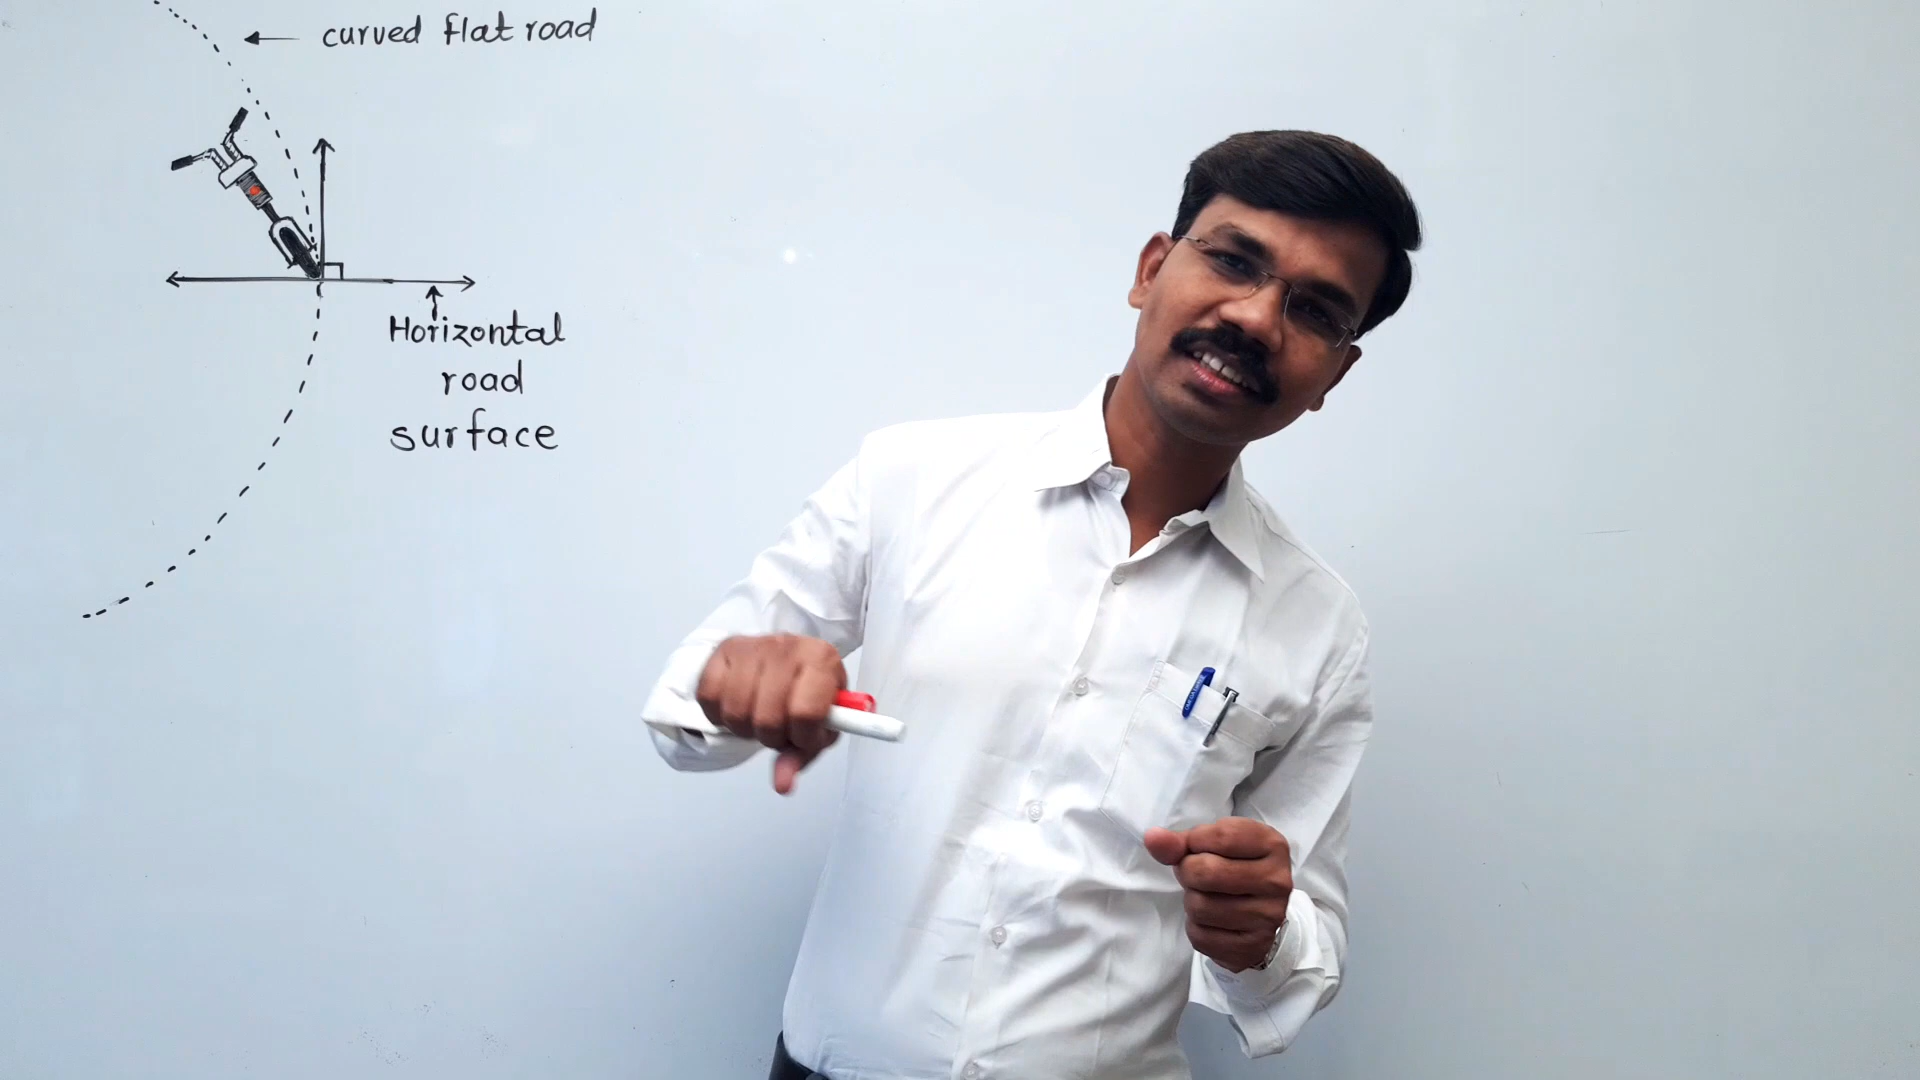 curved flat road
Horizontal
road
surface